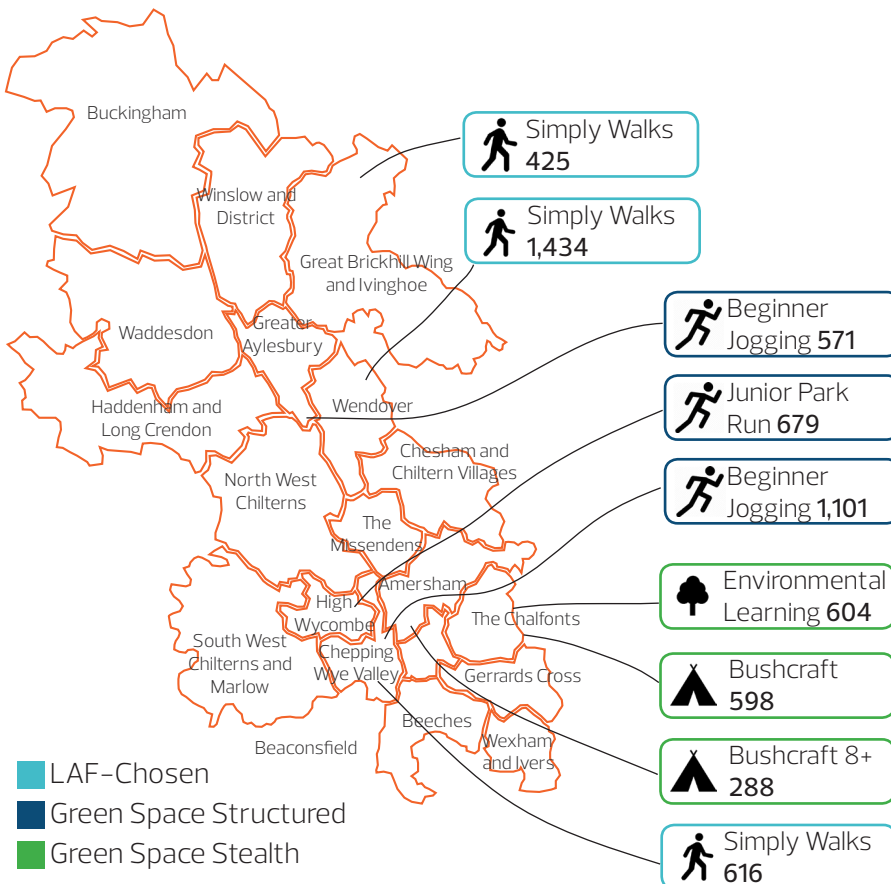 Buckingham
Winslow and
District
Great Brickhill Wing
and Ivinghoe
Waddesdon
Greater
Aylesbury
Haddenham and
Long Crendon
Wendover
Chesham and
Chiltern Villages
North West
Chilterns
The
Missendens
Amersham
High
Wycombe
The Chalfonts
South West
Chilterns and
Marlow
Chepping
Wye Valley
Gerrards Cross
Beeches
Beaconsfield
Wexham
and Ivers
Simply Walks
425
Simply Walks
1,434
Beginner
Jogging 571
Junior Park
Run 679
Beginner
Jogging 1,101
Environmental
Learning 604
Bushcraft
598
Bushcraft 8+
288
Simply Walks
616
LAF-Chosen
Green Space Structured
Green Space Stealth